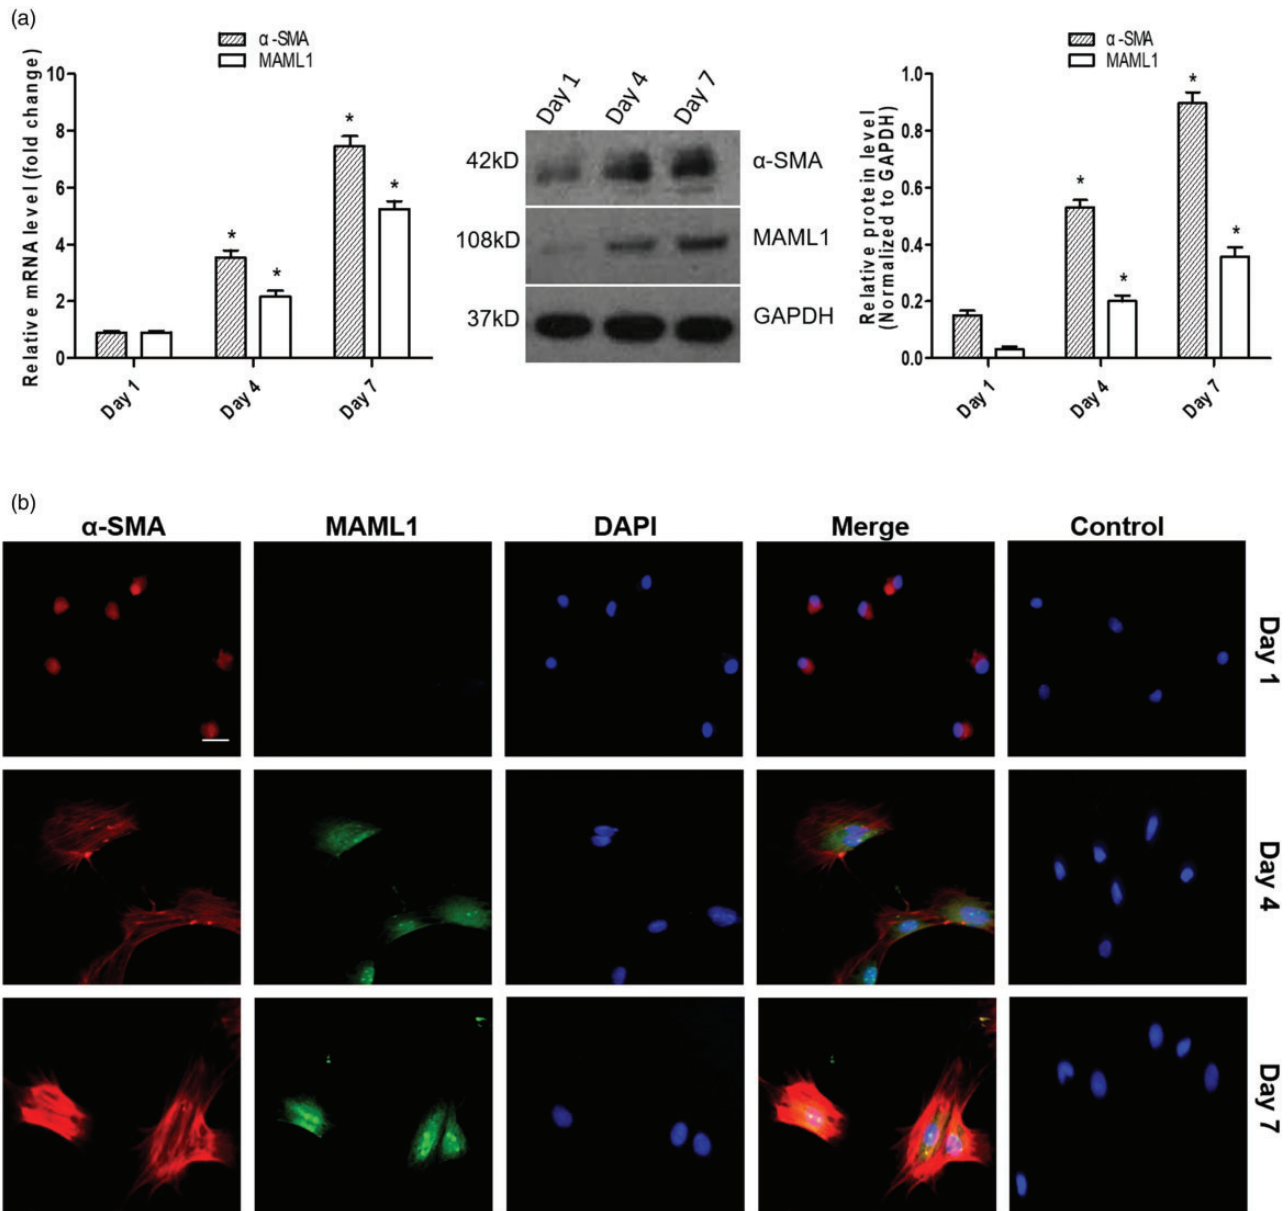 (a)
α-SMA
MAML1
Relative mRNA level (fold change)
10
8
6
4
2
0
*
*
*
*
Day 1
Day 4
Day 7
Day 1
Day 4
Day 7
42kD
α-SMA
108kD
MAML1
37kD
GAPDH
α-SMA
MAML1
Relative protein level
(Normalized to GAPDH)
1.0
0.8
0.6
0.4
0.2
0.0
*
*
*
*
Day 1
Day 4
Day 7
(b)
α-SMA
MAML1
DAPI
Merge
Control
Day 1
Day 4
Day 7